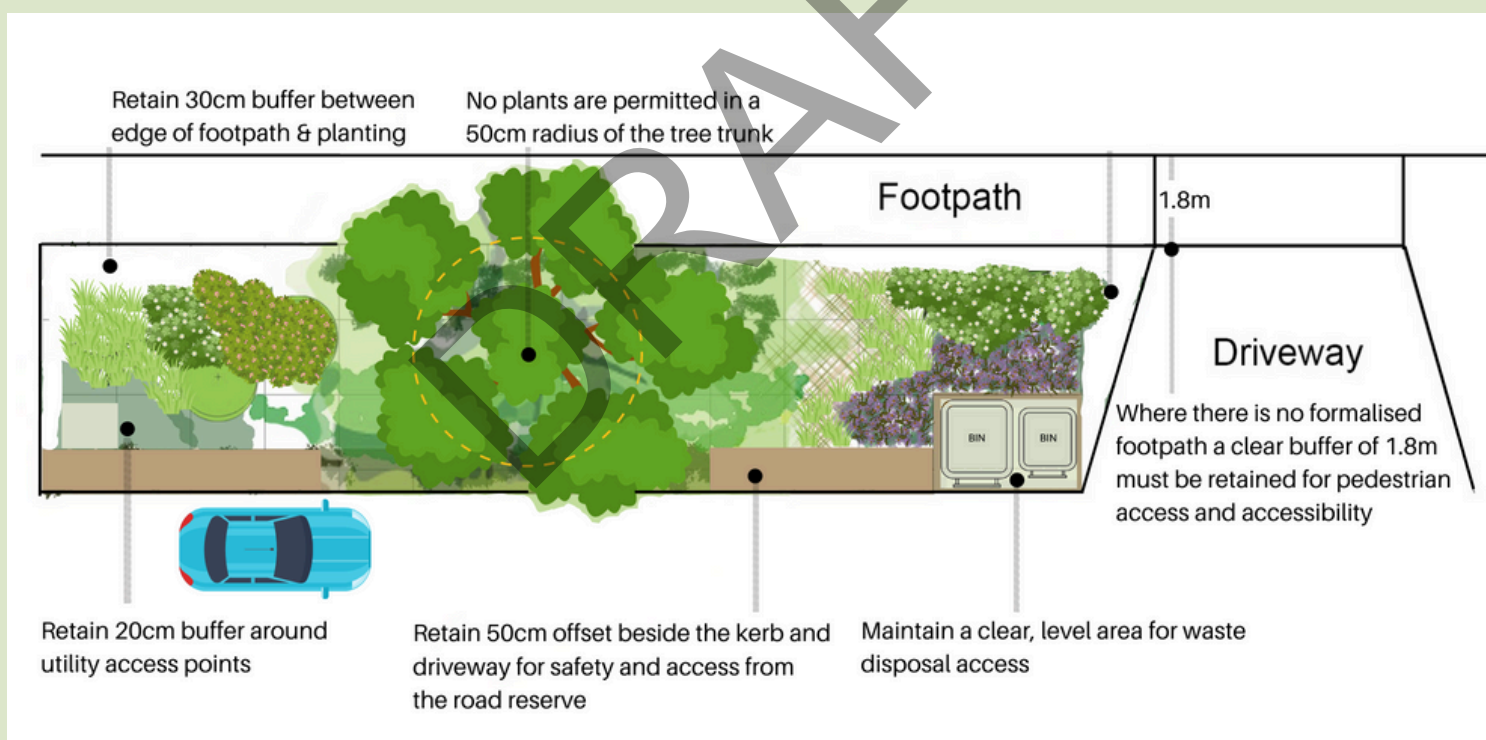 Retain 30cm buffer between
edge of footpath & planting
No plants are permitted in a
50cm radius of the tree trunk
Footpath
1.8m
DRAF
Driveway
BIN
BIN
Where there is no formalised
footpath a clear buffer of 1.8m
must be retained for pedestrian
access and accessibility
Retain 20cm buffer around
utility access points
Retain 50cm offset beside the kerb and
driveway for safety and access from
the road reserve
Maintain a clear, level area for waste
disposal access